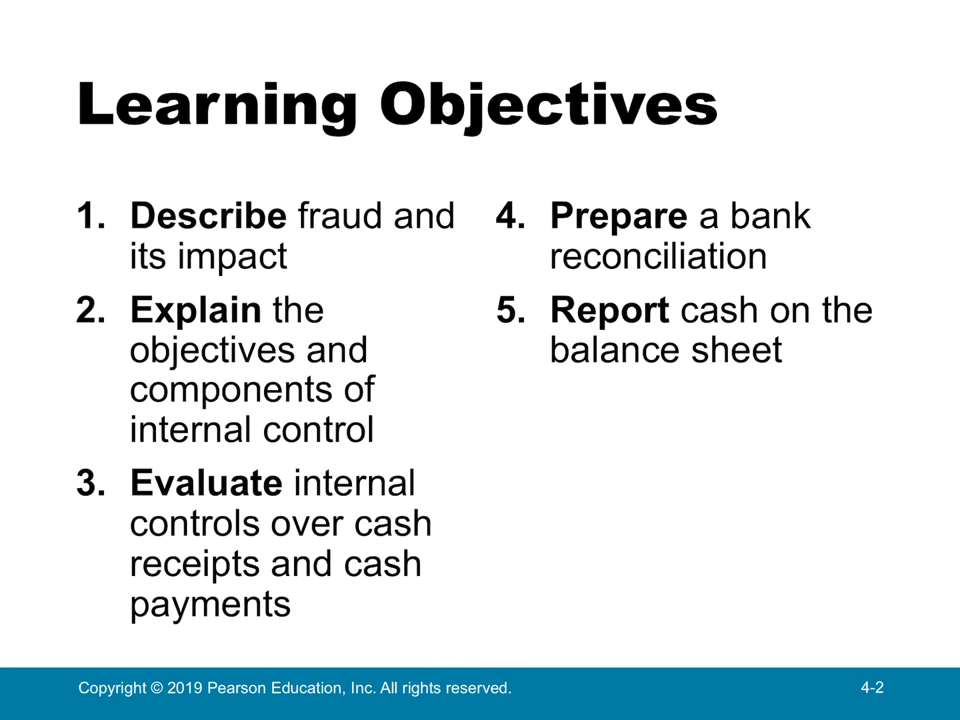 Learning Objectives
1. Describe fraud and
its impact
2. Explain the
objectives and
components of
internal control
3. Evaluate internal
controls over cash
receipts and cash
payments
4. Prepare a bank
reconciliation
5. Report cash on the
balance sheet
Copyright © 2019 Pearson Education, Inc. All rights reserved.
4-2